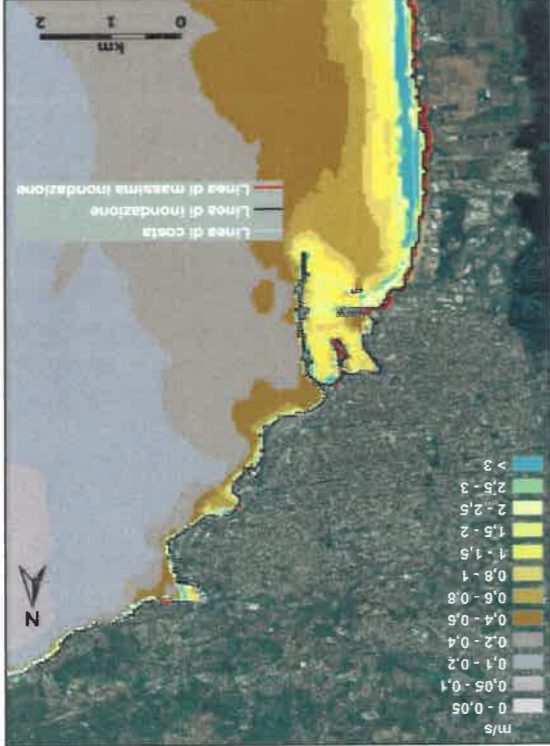 m/s
0 - 0,05
0,05 - 0,1
0,1 - 0,2
0,2 - 0,4
0,4 - 0,6
0,6 - 0,8
0,8 - 1
1 - 1,5
1,5 - 2
2 - 2,5
2,5 - 3
> 3
N
Linea di costa
Linea di inondazione
Linea di massima inondazione
km
0 1 2